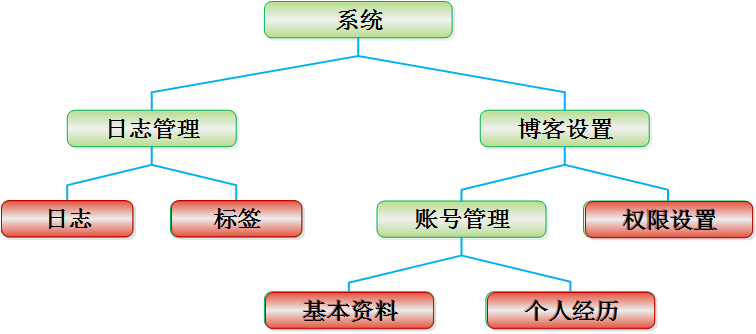 系统
日志管理
博客设置
日志
标签
账号管理
权限设置
基本资料
个人经历